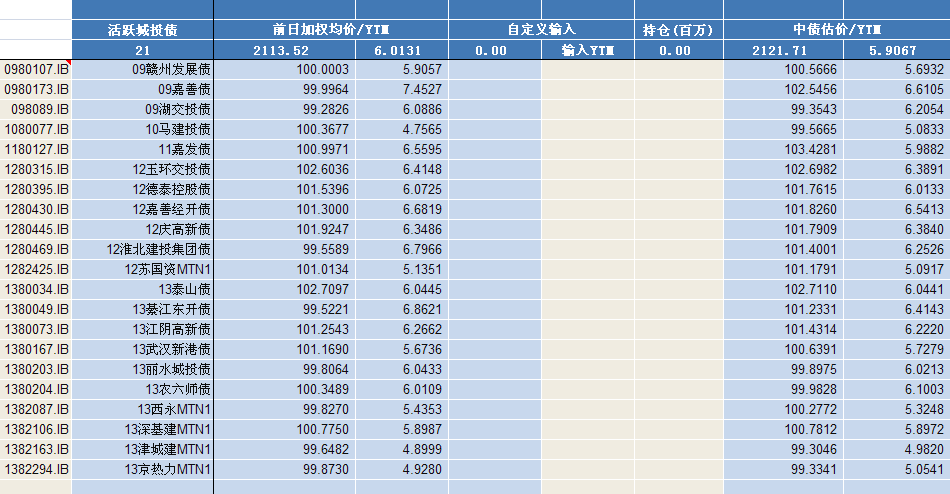 活跃城投债 前日加权均价/YTM 自定义输入 持仓(百万) 中债估价/YTM
21 2113.52 6.0131 0.00 输入YTM 0.00 2121.71 5.9067
0980107.IB 09赣州发展债 100.0003 5.9057 100.5666 5.6932
0980173.IB 09嘉善债 99.9964 7.4527 102.5456 6.6105
098089.IB 09湖交投债 99.2826 6.0886 99.3543 6.2054
1080077.IB 10马建投债 100.3677 4.7565 99.5665 5.0833
1180127.IB 11嘉发债 100.9971 6.5595 103.4281 5.9882
1280315.IB 12玉环交投债 102.6036 6.4148 102.6982 6.3891
1280395.IB 12德泰控股债 101.5396 6.0725 101.7615 6.0133
1280430.IB 12嘉善经开债 101.3000 6.6819 101.8260 6.5413
1280445.IB 12庆高新债 101.9247 6.3486 101.7909 6.3840
1280469.IB 12淮北建投集团债 99.5589 6.7966 101.4001 6.2526
1282425.IB 12苏国资MTN1 101.0134 5.1351 101.1791 5.0917
1380034.IB 13泰山债 102.7097 6.0445 102.7110 6.0441
1380049.IB 13綦江东开债 99.5221 6.8621 101.2331 6.4143
1380073.IB 13江阴高新债 101.2543 6.2662 101.4314 6.2220
1380167.IB 13武汉新港债 101.1690 5.6736 100.6391 5.7279
1380203.IB 13丽水城投债 99.8064 6.0433 99.8975 6.0213
1380204.IB 13农六师债 100.3489 6.0109 99.9828 6.1003
1382087.IB 13西永MTN1 99.8270 5.4353 100.2772 5.3248
1382106.IB 13深基建MTN1 100.7750 5.8987 100.7812 5.8972
1382163.IB 13津城建MTN1 99.6482 4.8999 99.3046 4.9820
1382294.IB 13京热力MTN1 99.8730 4.9280 99.3341 5.0541